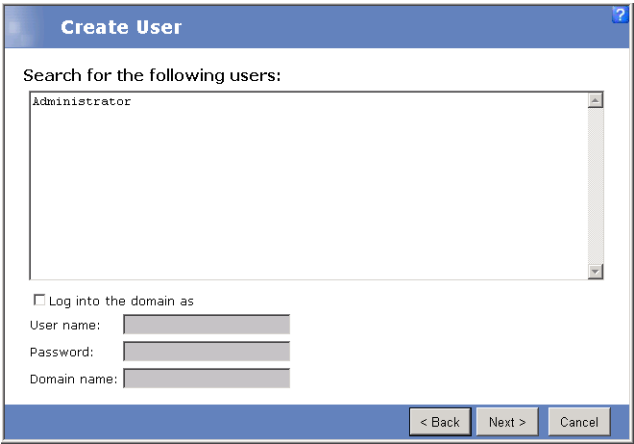 Create User
?
Search for the following users:
Administrator
Log into the domain as
User name:
Password:
Domain name:
< Back Next > Cancel